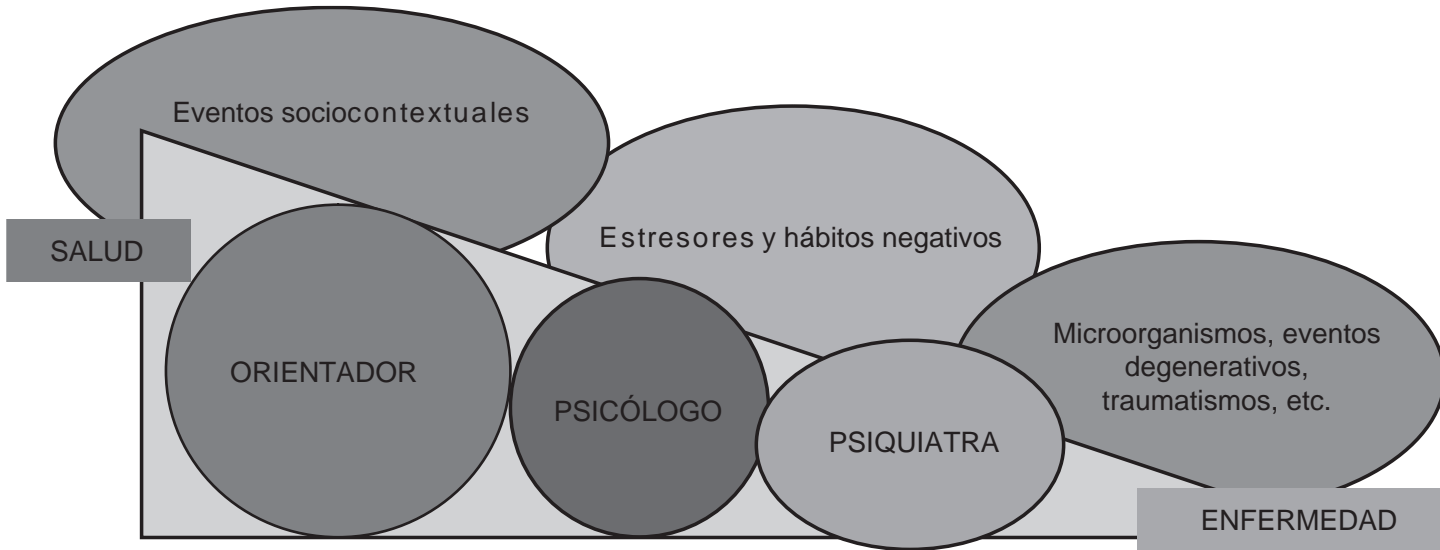 Eventos sociocontextuales
SALUD
Estresores y hábitos negativos
ORIENTADOR
PSICÓLOGO
PSIQUIATRA
Microorganismos, eventos
degenerativos,
traumatismos, etc.
ENFERMEDAD